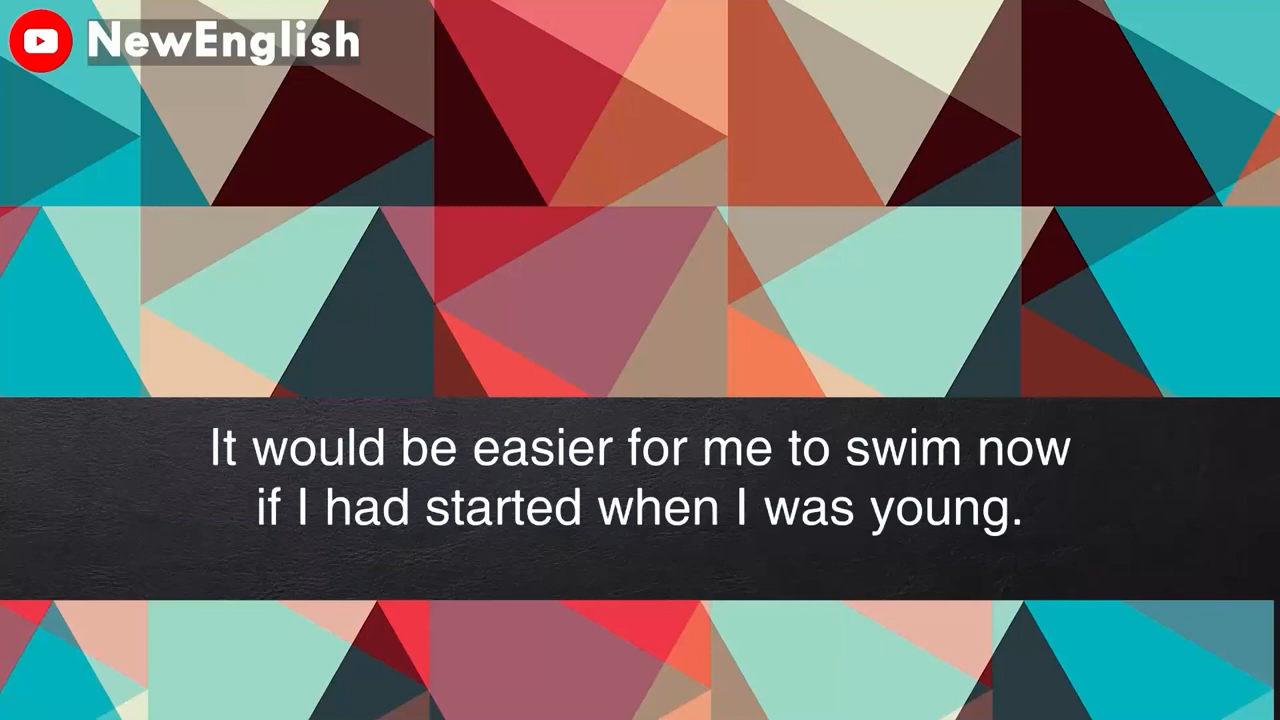 NewEnglish
It would be easier for me to swim now
if I had started when I was young.